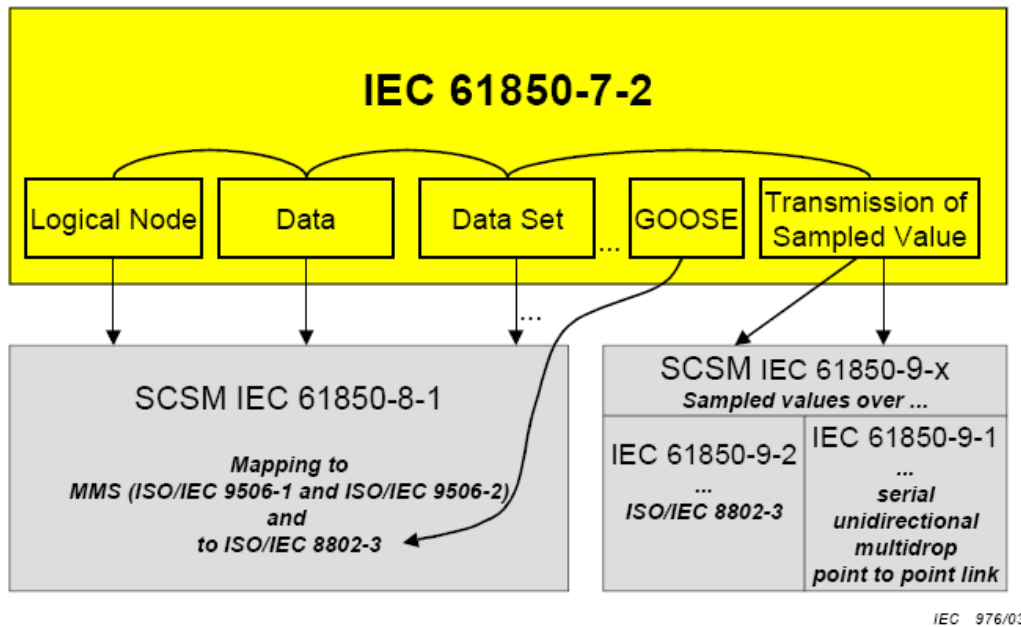 IEC 61850-7-2
Logical Node
Data
Data Set
...
GOOSE
Transmission of
Sampled Value
...
SCSM IEC 61850-8-1
Mapping to
MMS (ISO/IEC 9506-1 and ISO/IEC 9506-2)
and
to ISO/IEC 8802-3
SCSM IEC 61850-9-x
Sampled values over ...
IEC 61850-9-2
...
ISO/IEC 8802-3
IEC 61850-9-1
...
serial
unidirectional
multidrop
point to point link
IEC 976/03